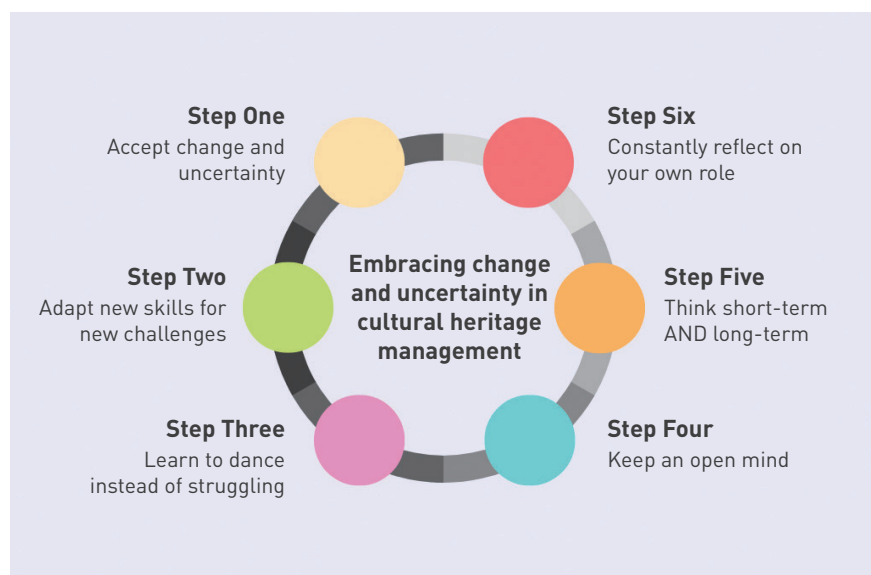 Step One
Accept change and
uncertainty
Step Two
Adapt new skills for
new challenges
Step Three
Learn to dance
instead of struggling
Embracing change
and uncertainty in
cultural heritage
management
Step Six
Constantly reflect on
your own role
Step Five
Think short-term
AND long-term
Step Four
Keep an open mind